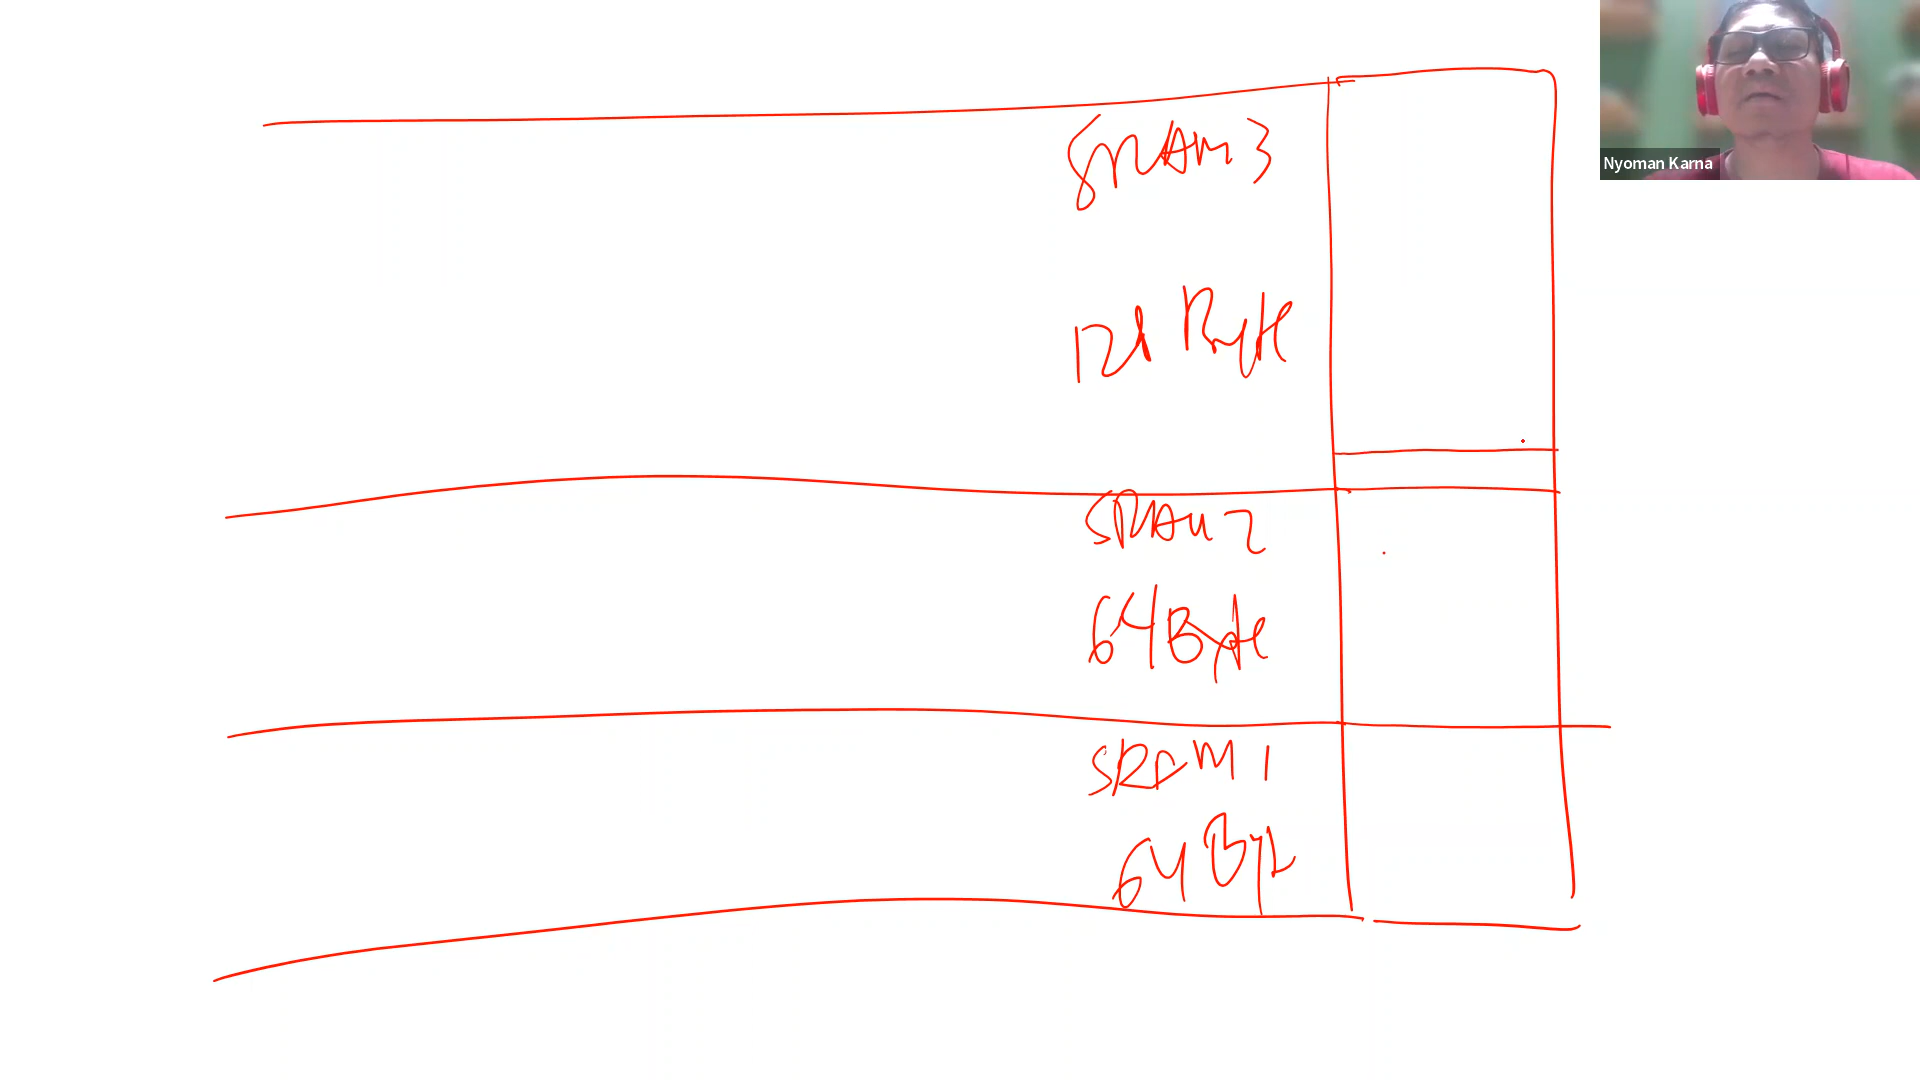 Nyoman Karna
SRAM 3
128 Byte
SRAM 2
64 Byte
SRAM 1
64 Byte